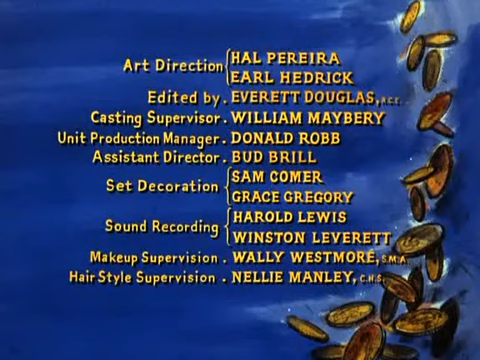 Art Direction { HAL PEREIRA
EARL HEDRICK
Edited by . EVERETT DOUGLAS, A.C.E.
Casting Supervisor . WILLIAM MAYBERY
Unit Production Manager . DONALD ROBB
Assistant Director . BUD BRILL
Set Decoration { SAM COMER
GRACE GREGORY
Sound Recording { HAROLD LEWIS
WINSTON LEVERETT
Makeup Supervision . WALLY WESTMORE, S.M.A.
Hair Style Supervision . NELLIE MANLEY, C.H.S.